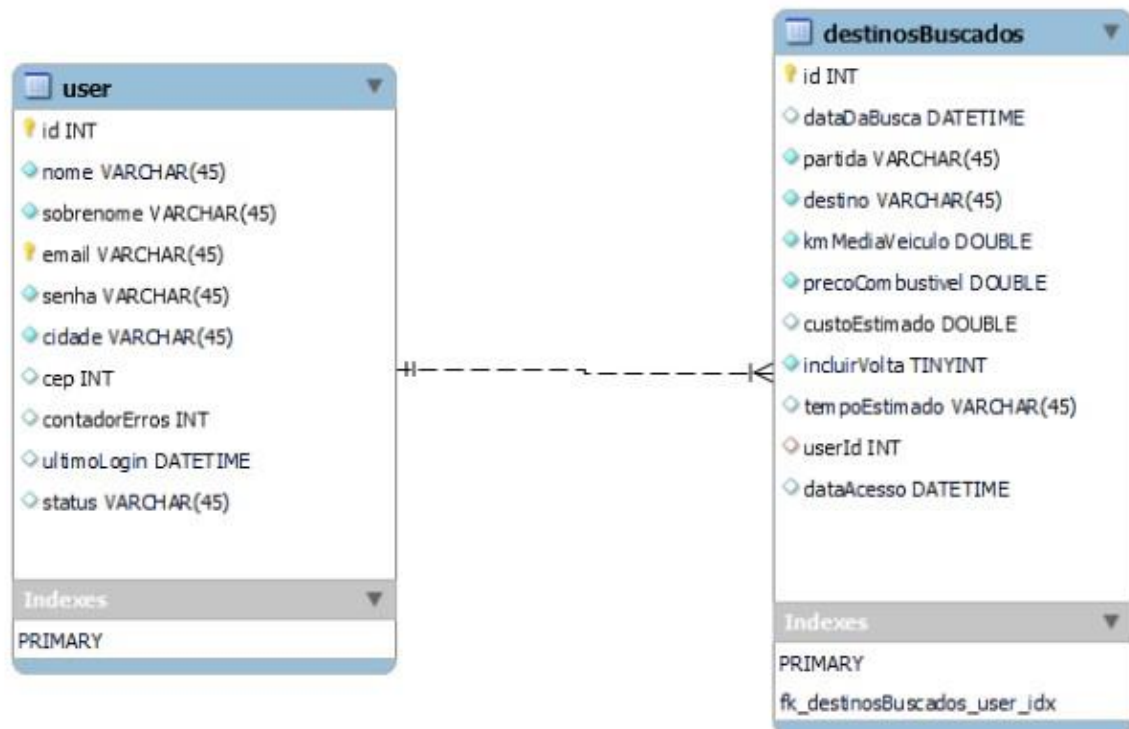 user
id INT
nome VARCHAR(45)
sobrenome VARCHAR(45)
email VARCHAR(45)
senha VARCHAR(45)
cidade VARCHAR(45)
cep INT
contadorErros INT
ultimoLogin DATETIME
status VARCHAR(45)
Indexes
PRIMARY
destinosBuscados
id INT
dataDaBusca DATETIME
partida VARCHAR(45)
destino VARCHAR(45)
kmMediaVeiculo DOUBLE
precoCombustivel DOUBLE
custoEstimado DOUBLE
incluirVolta TINYINT
tempoEstimado VARCHAR(45)
userId INT
dataAcesso DATETIME
Indexes
PRIMARY
fk_destinosBuscados_user_idx